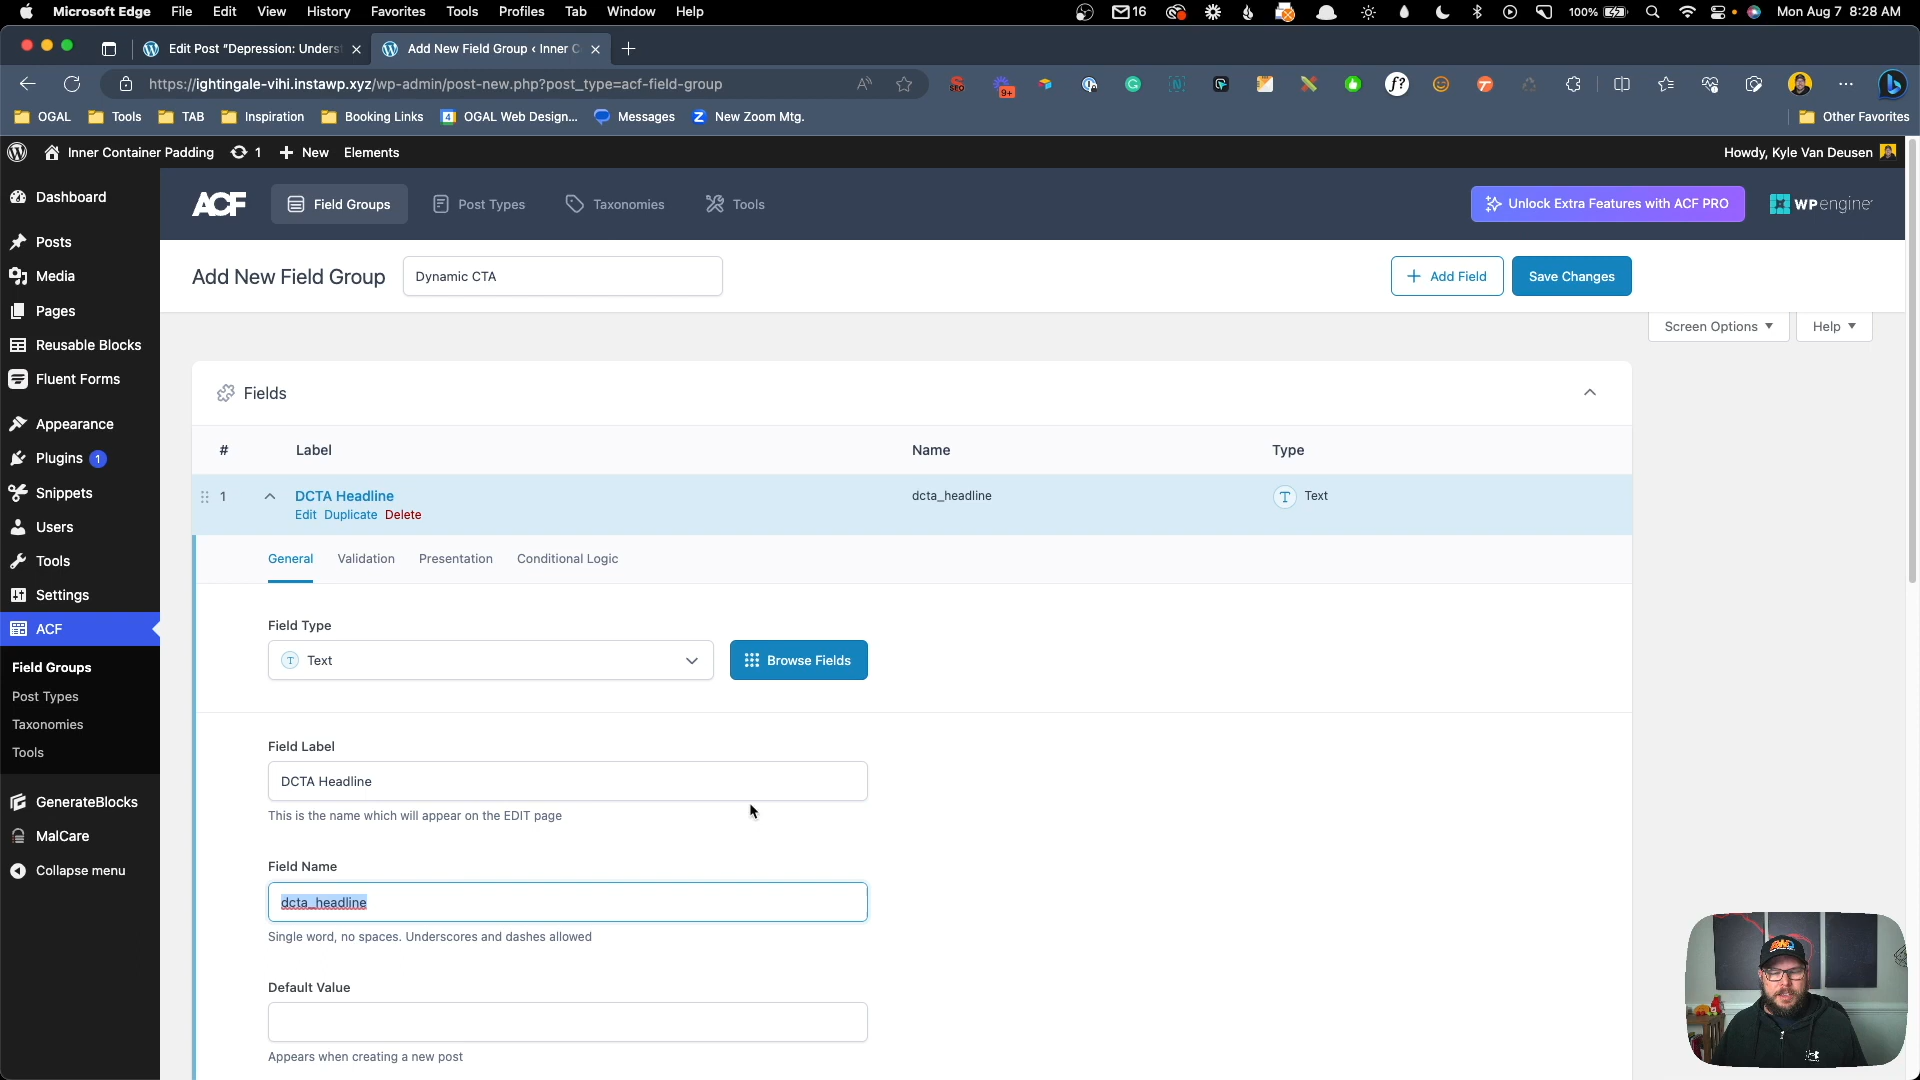 Microsoft Edge File Edit View History Favorites Tools Profiles Tab Window Help 16 100% Mon Aug 7 8:28 AM
Edit Post "Depression: Underst Add New Field Group ‹ Inner C
https://ightingale-vihi.instawp.xyz/wp-admin/post-new.php?post_type=acf-field-group
OGAL Tools TAB Inspiration Booking Links OGAL Web Design... Messages New Zoom Mtg. Other Favorites
Inner Container Padding 1 New Elements Howdy, Kyle Van Deusen
Dashboard
Posts
Media
Pages
Reusable Blocks
Fluent Forms
Appearance
Plugins 1
Snippets
Users
Tools
Settings
ACF
Field Groups
Post Types
Taxonomies
Tools
GenerateBlocks
MalCare
Collapse menu
ACF Field Groups Post Types Taxonomies Tools Unlock Extra Features with ACF PRO WP engine
Add New Field Group Dynamic CTA + Add Field Save Changes
Screen Options Help
Fields
# Label Name Type
1 DCTA Headline dcta_headline T Text
Edit Duplicate Delete
General Validation Presentation Conditional Logic
Field Type
T Text Browse Fields
Field Label
DCTA Headline
This is the name which will appear on the EDIT page
Field Name
dcta_headline
Single word, no spaces. Underscores and dashes allowed
Default Value
Appears when creating a new post